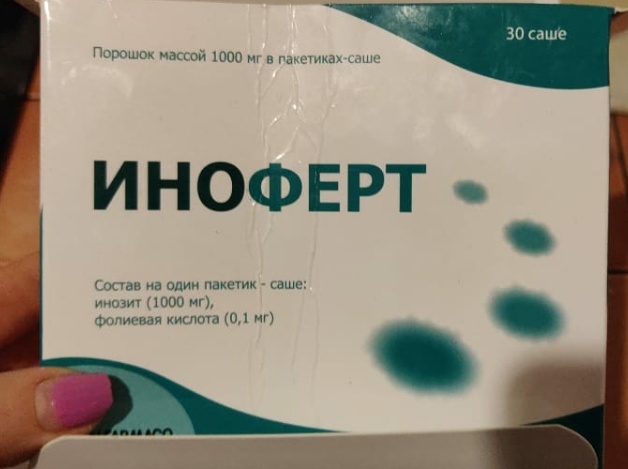 30 саше
Порошок массой 1000 мг в пакетиках-саше
ИНОФЕРТ
Состав на один пакетик - саше:
инозит (1000 мг),
фолиевая кислота (0,1 мг)